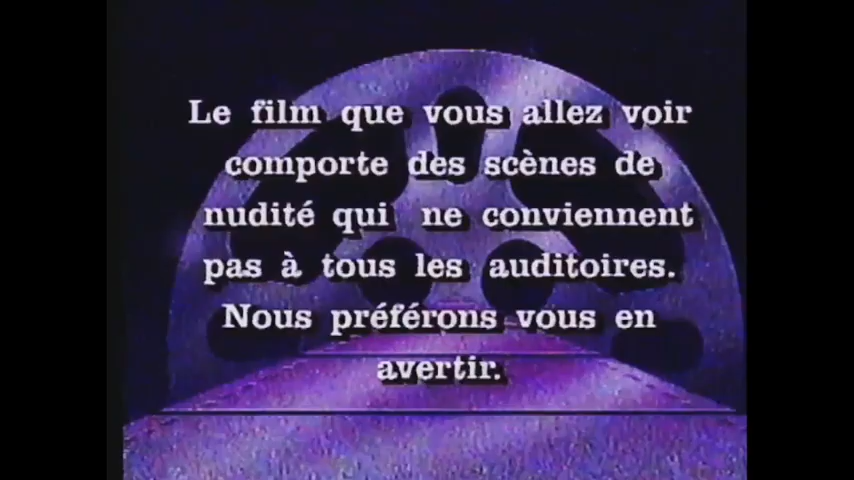 Le film que vous allez voir
comporte des scènes de
nudité qui ne conviennent
pas à tous les auditoires.
Nous préférons vous en
avertir.